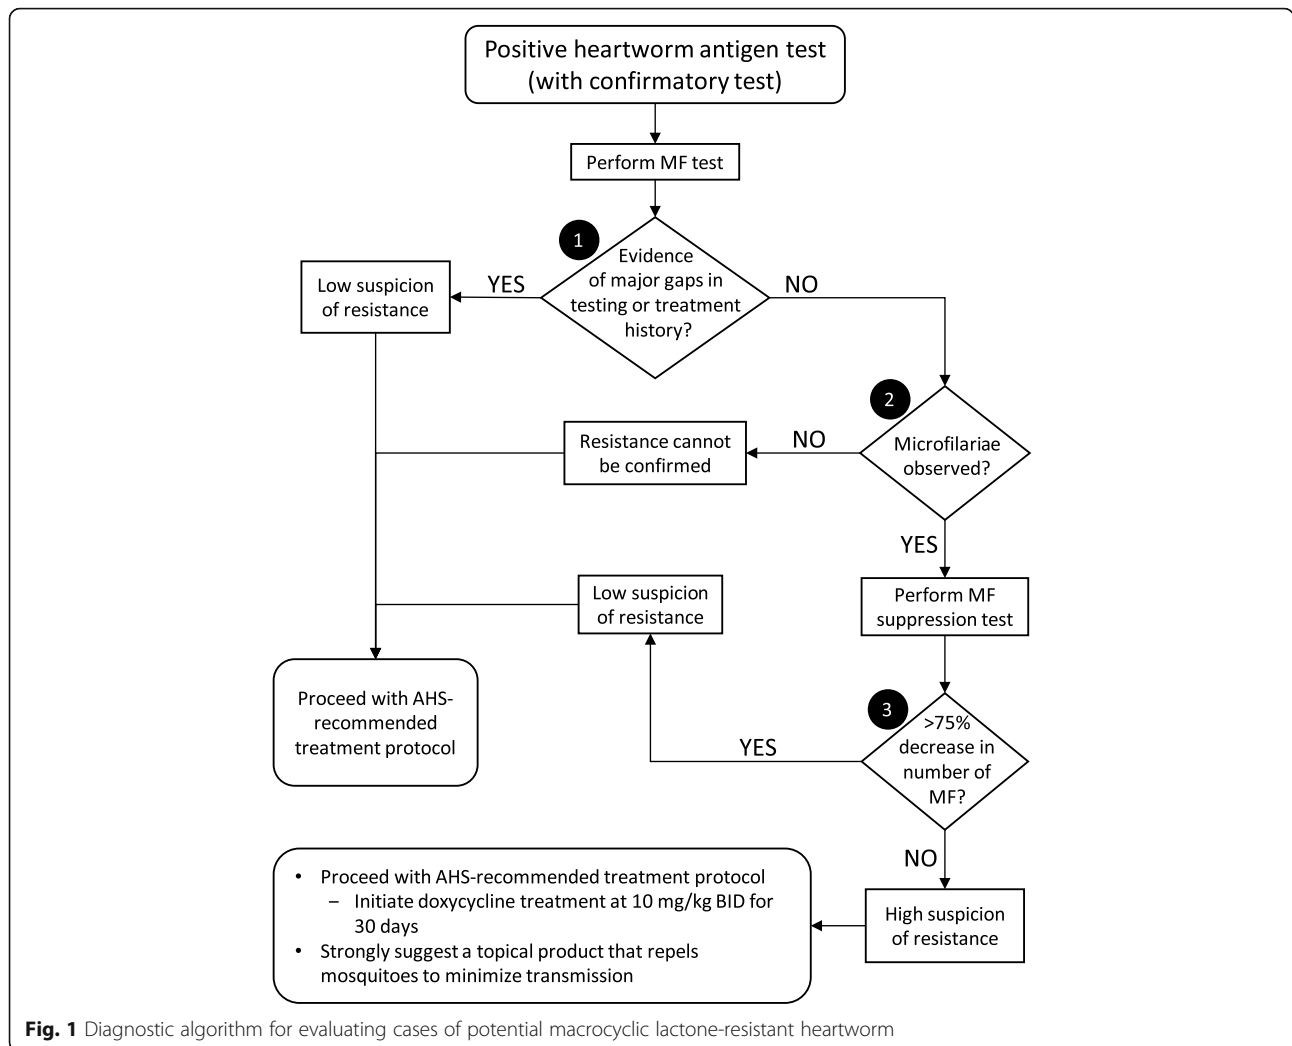 Positive heartworm antigen test
(with confirmatory test)
Perform MF test
1
Evidence
of major gaps in
testing or treatment
history?
YES
NO
Low suspicion
of resistance
2
Microfilariae
observed?
NO
Resistance cannot
be confirmed
YES
Perform MF
suppression test
Low suspicion
of resistance
3
>75%
decrease in
number of
MF?
YES
Proceed with AHS-
recommended
treatment protocol
NO
High suspicion
of resistance
• Proceed with AHS-recommended treatment protocol
– Initiate doxycycline treatment at 10 mg/kg BID for
30 days
• Strongly suggest a topical product that repels
mosquitoes to minimize transmission
Fig. 1 Diagnostic algorithm for evaluating cases of potential macrocyclic lactone-resistant heartworm